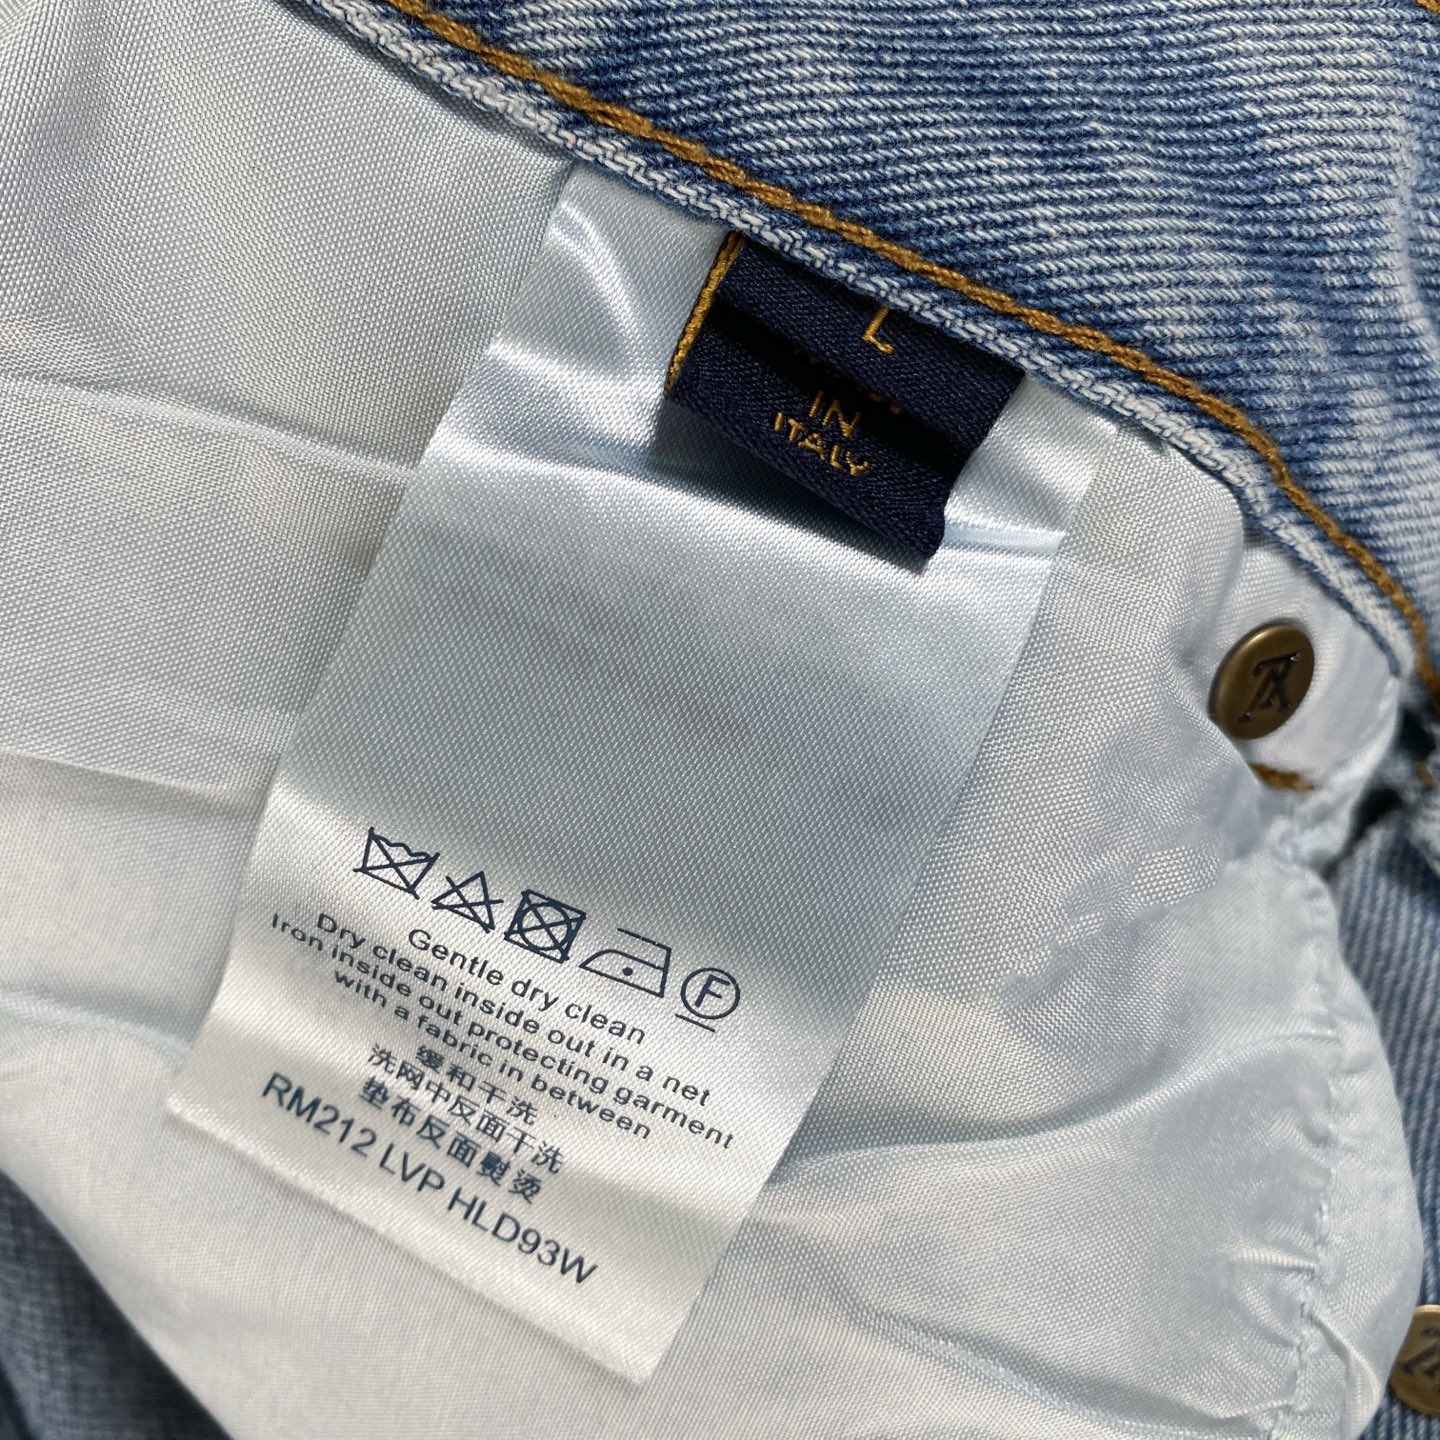 L
IN
ITALY
F
Gentle dry clean
Dry clean inside out in a net
Iron inside out protecting garment
with a fabric in between
缓和干洗
洗网中反面干洗
垫布反面熨烫
RM212 LVP HLD93W